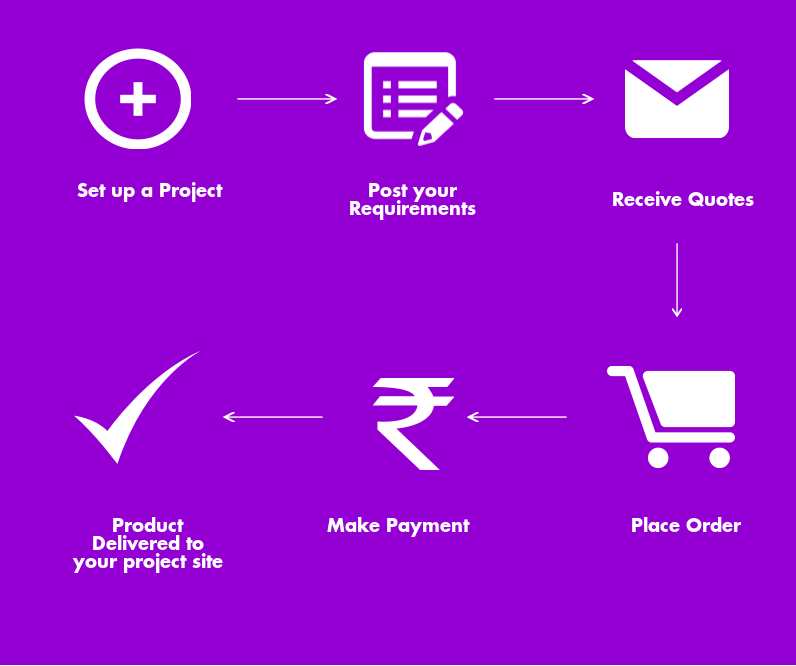 Set up a Project
Post your
Requirements
Receive Quotes
Place Order
Make Payment
Product
Delivered to
your project site